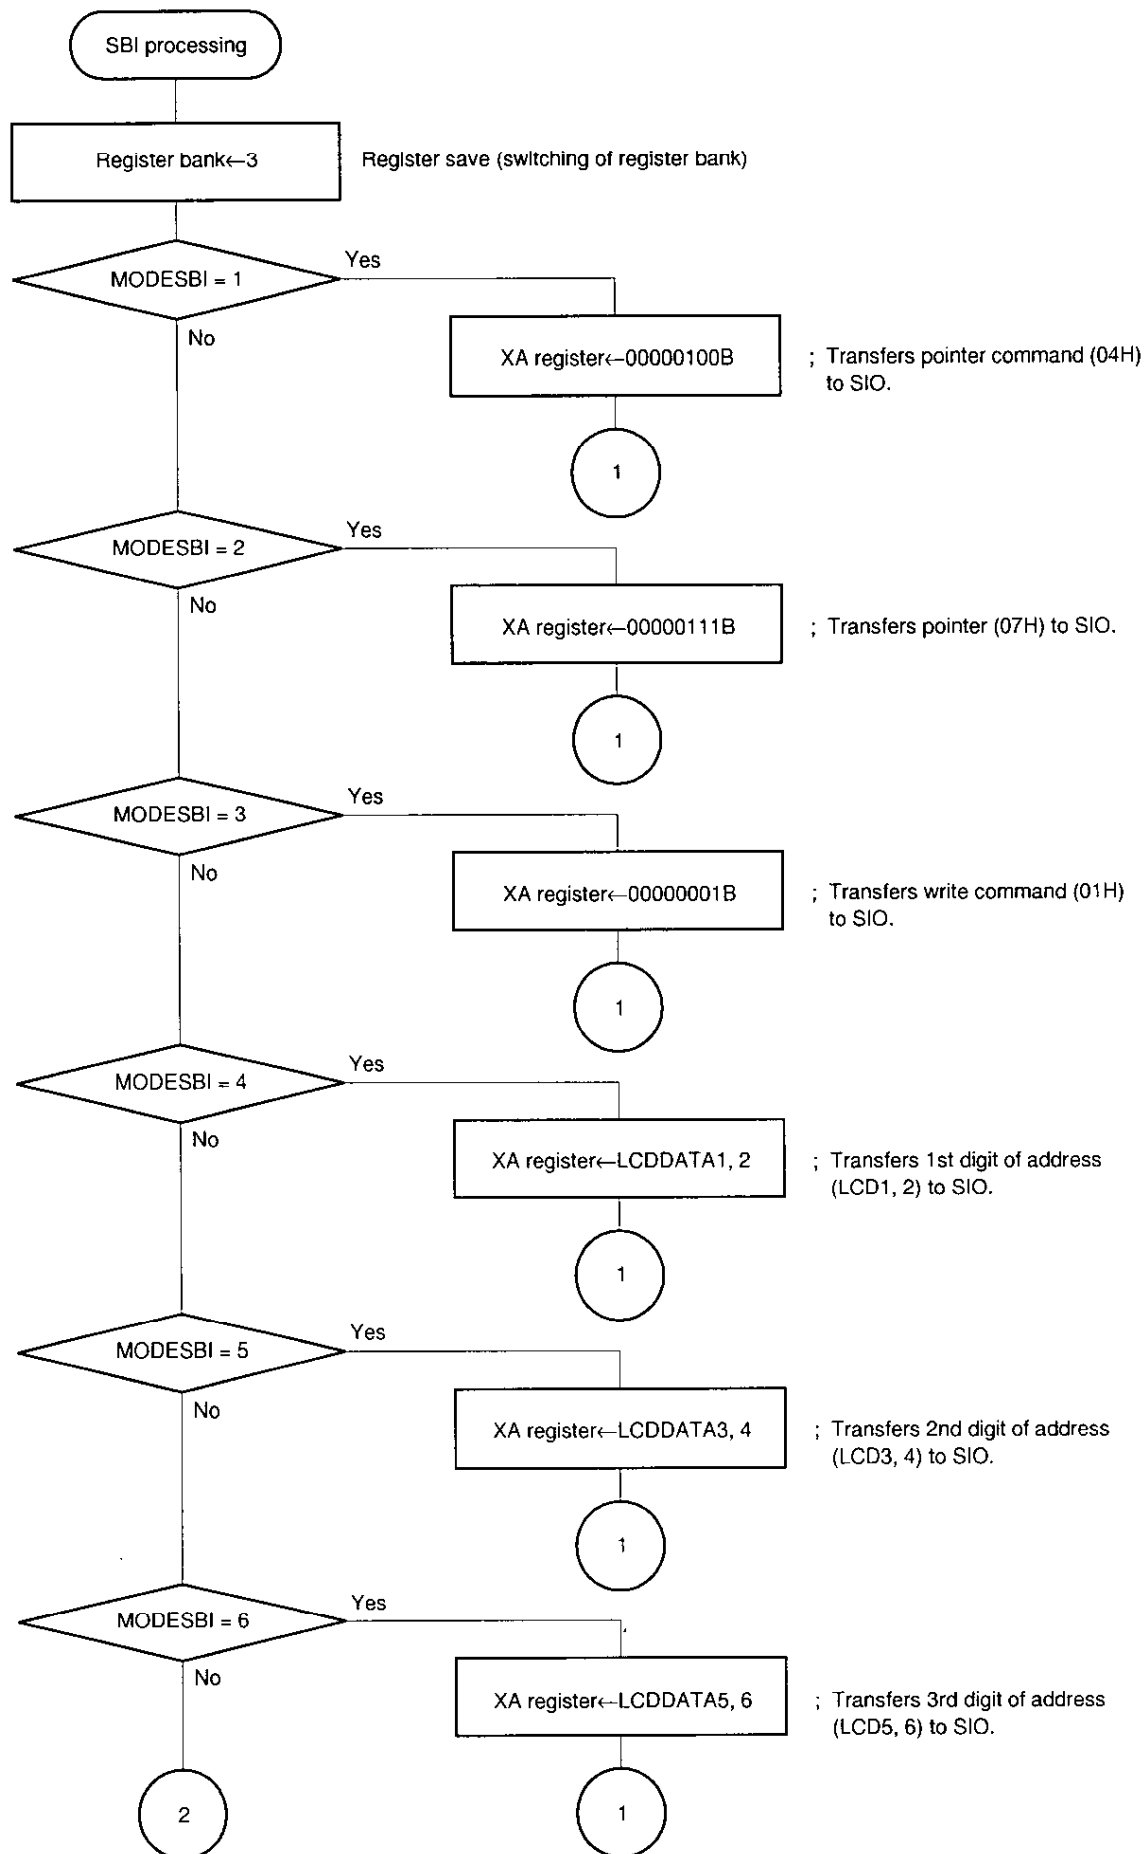 SBI processing
Register bank←3
Register save (switching of register bank)
MODESBI = 1
Yes
No
XA register←00000100B
; Transfers pointer command (04H)
to SIO.
1
MODESBI = 2
Yes
No
XA register←00000111B
; Transfers pointer (07H) to SIO.
1
MODESBI = 3
Yes
No
XA register←00000001B
; Transfers write command (01H)
to SIO.
1
MODESBI = 4
Yes
No
XA register←LCDDATA1, 2
; Transfers 1st digit of address
(LCD1, 2) to SIO.
1
MODESBI = 5
Yes
No
XA register←LCDDATA3, 4
; Transfers 2nd digit of address
(LCD3, 4) to SIO.
1
MODESBI = 6
Yes
No
XA register←LCDDATA5, 6
; Transfers 3rd digit of address
(LCD5, 6) to SIO.
2
1